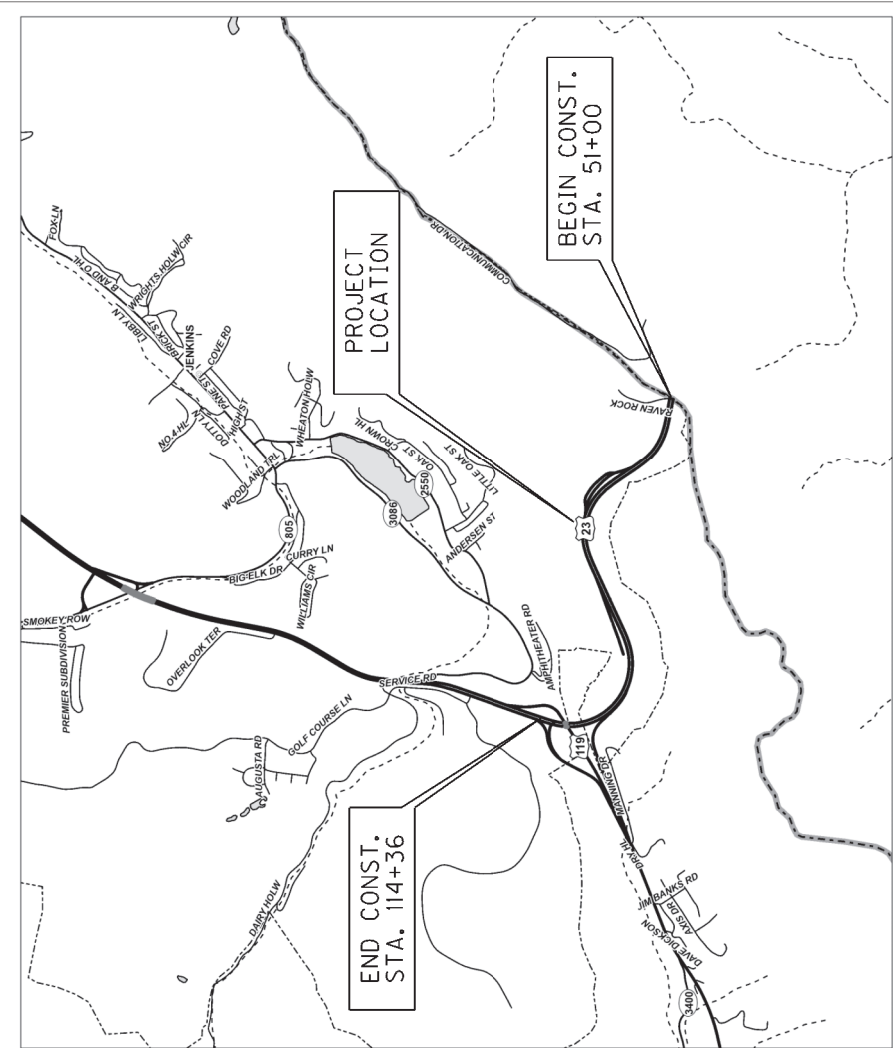 FOX-LN
B AND O HL
WRIGHTS HOLW CIR
LIBBY LN
BRICK ST
JENKINS
COVE RD
PANE ST
HIGH ST
DOTTY LN
NO.4-HL
WOODLAND TRL
WHEATON HOLW
PROJECT
LOCATION
BEGIN CONST.
STA. 51+00
COMMUNICATION DR
RAVEN ROCK
CROWN HL
OAK ST
LITTLE OAK ST
2550
3086
ANDERSEN ST
805
CURRY LN
BIG-ELK DR
WILLIAMS CIR
SMOKEY ROW
PREMIER SUBDIVISION
OVERLOOK TER
SERVICE RD
GOLF COURSE LN
AUGUSTA RD
AMPHITHEATER RD
23
119
MANNING DR
DRY HL
JIM BANKS RD
AXIS DR
DAVE DICKSON
3400
DAIRY HOLW
END CONST.
STA. 114+36